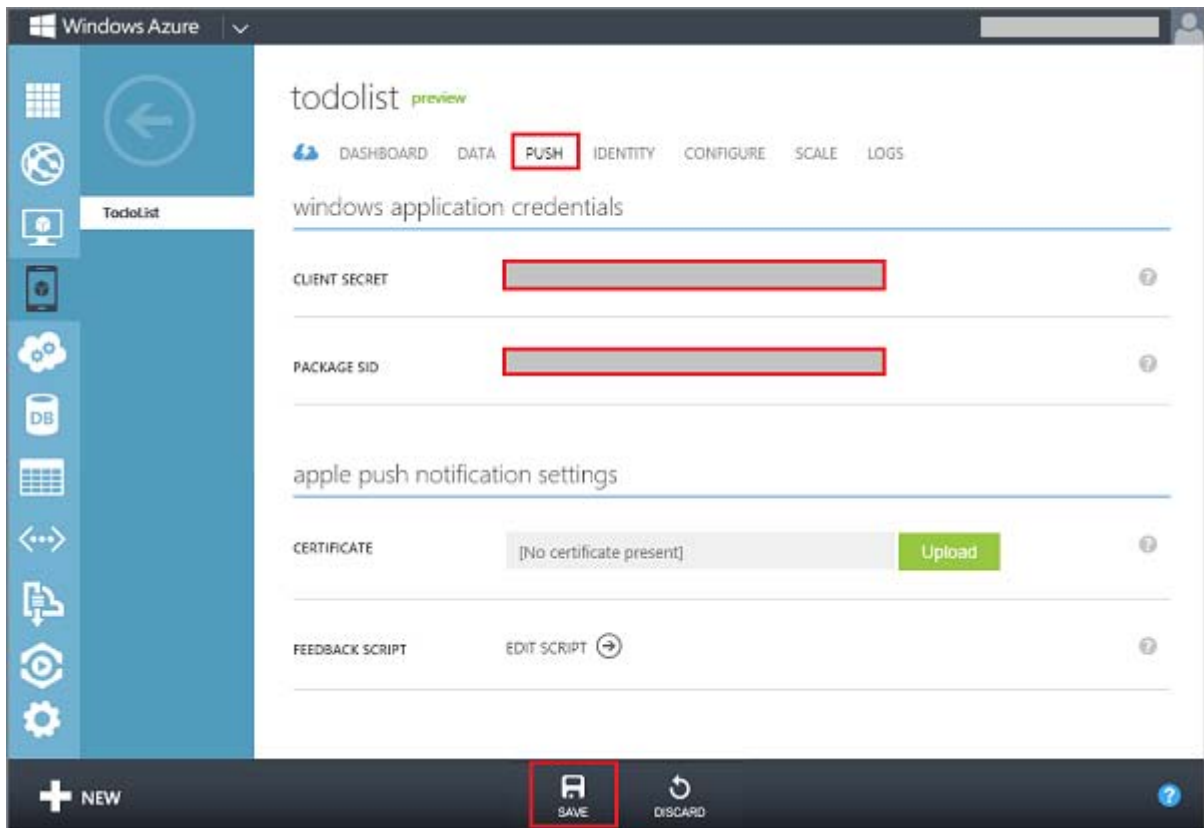 Windows Azure
todolist preview
DASHBOARD DATA PUSH IDENTITY CONFIGURE SCALE LOGS
TodoList
windows application credentials
CLIENT SECRET
?
PACKAGE SID
?
DB
apple push notification settings
CERTIFICATE [No certificate present] Upload ?
FEEDBACK SCRIPT EDIT SCRIPT ?
NEW SAVE DISCARD ?